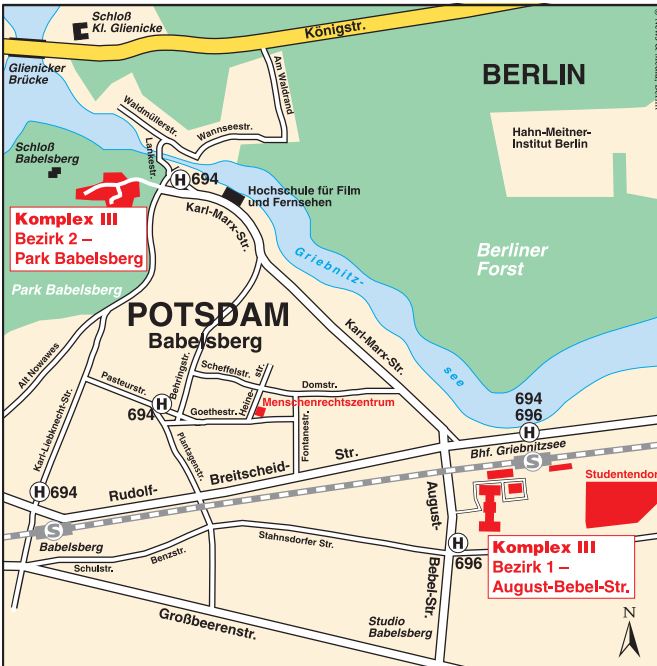 Schloß
Kl. Glienicke
Königstr.
Glienicker
Brücke
Am Waldrand
BERLIN
Waldmüllerstr.
Wannseestr.
Hahn-Meitner-
Institut Berlin
Schloß
Babelsberg
Lankestr.
H 694
Hochschule für Film
und Fernsehen
Karl-Marx-Str.
Komplex III
Bezirk 2 –
Park Babelsberg
Griebnitz-
see
Berliner
Forst
Park Babelsberg
POTSDAM
Babelsberg
Karl-Marx-Str.
Alt Nowawes
Scheffelstr.
Behringstr.
Pasteurstr.
Heine-
str.
Domstr.
Menschenrechtszentrum
H
694
Goethestr.
Fontanestr.
694
696
H
Karl-Liebknecht-Str.
Plantagenstr.
Bhf. Griebnitzsee
S
H 694
Rudolf-
Breitscheid-
Str.
August-
Bebel-Str.
Studentendor
S
Babelsberg
Stahnsdorfer Str.
H
696
Komplex III
Bezirk 1 –
August-Bebel-Str.
Schulstr.
Benzstr.
Großbeerenstr.
Studio
Babelsberg
N